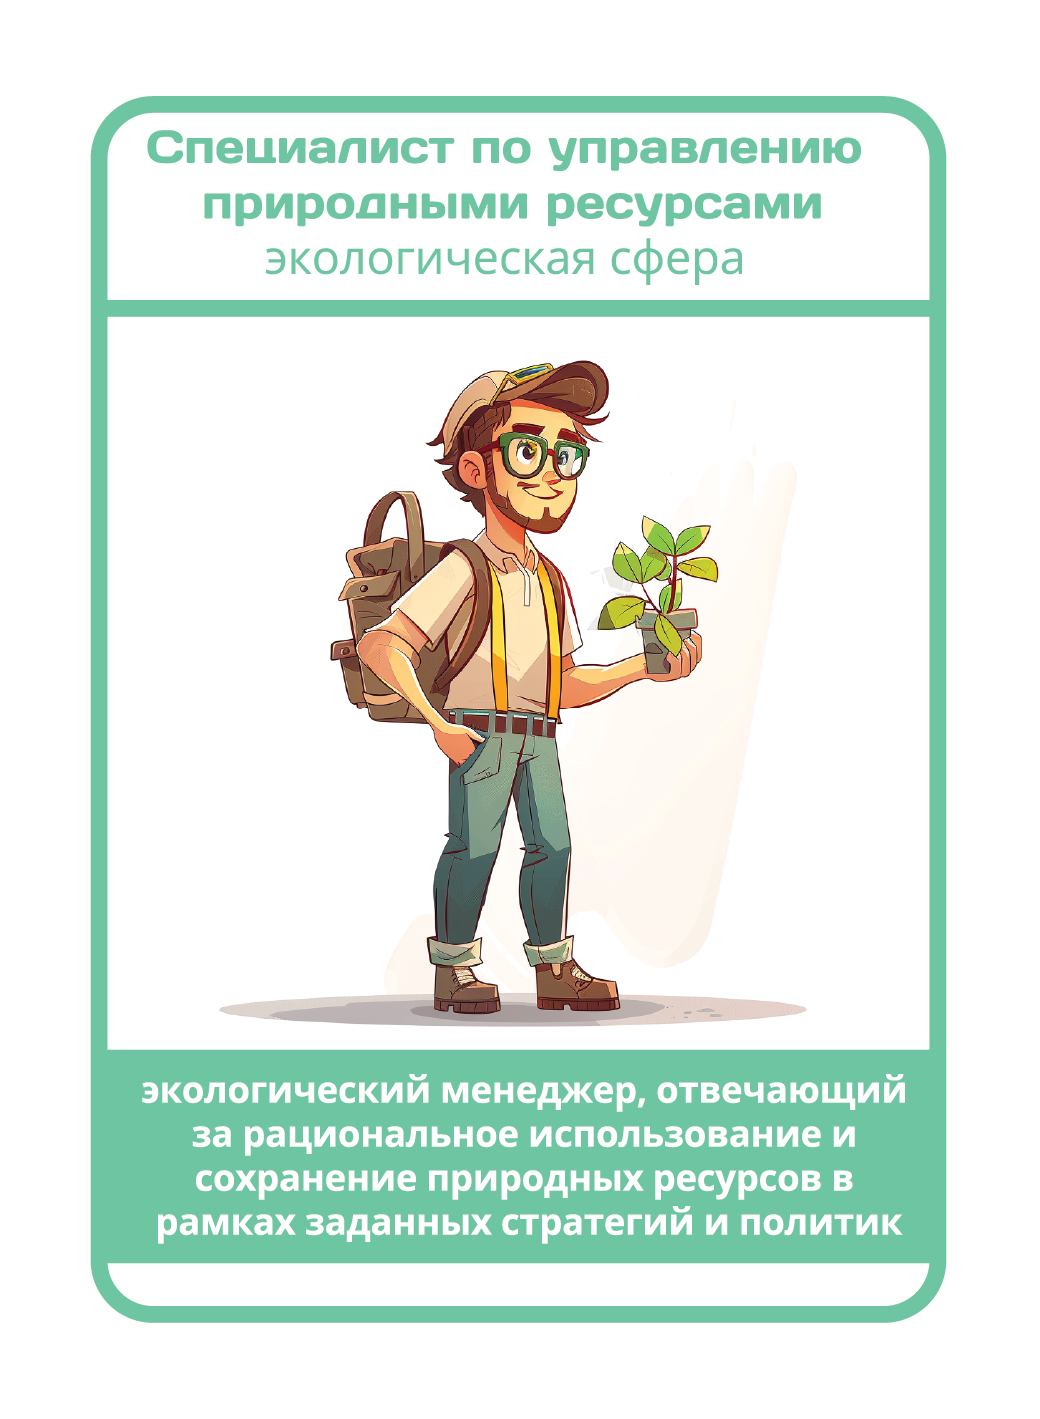 Специалист по управлению
природными ресурсами
экологическая сфера
экологический менеджер, отвечающий
за рациональное использование и
сохранение природных ресурсов в
рамках заданных стратегий и политик